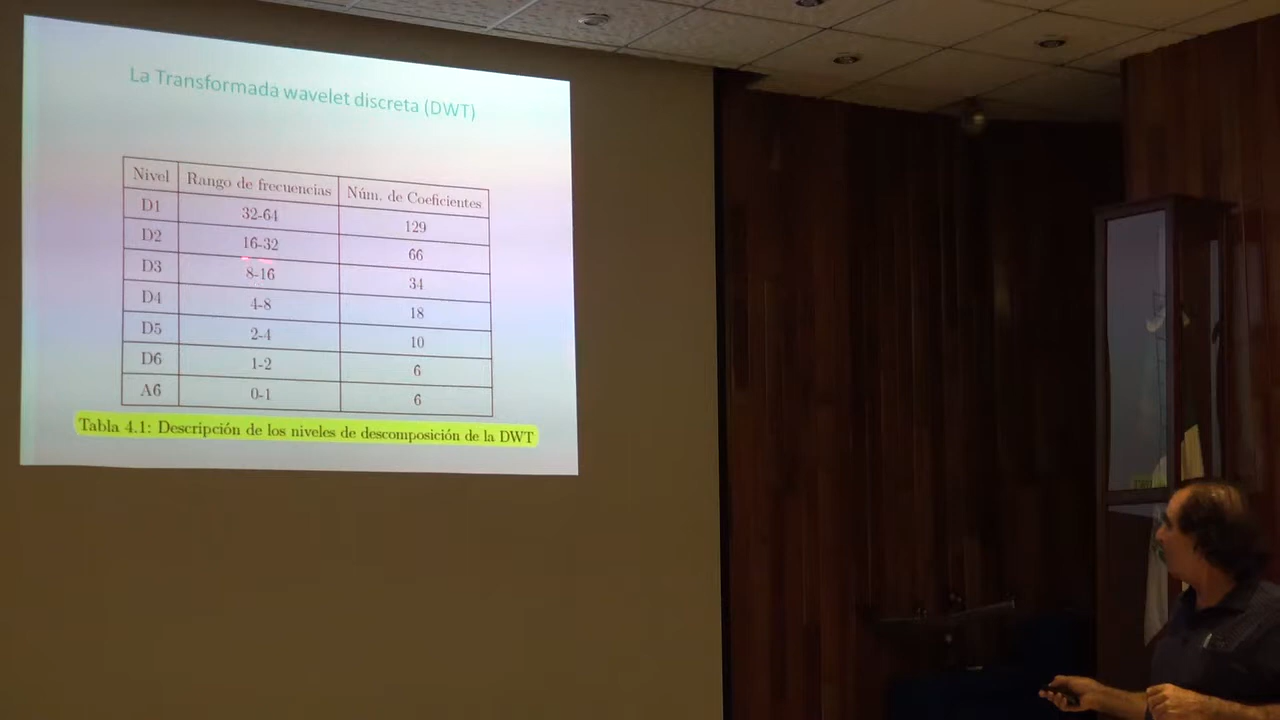 La Transformada wavelet discreta (DWT)
Nivel Rango de frecuencias Núm. de Coeficientes
D1 32-64 129
D2 16-32 66
D3 8-16 34
D4 4-8 18
D5 2-4 10
D6 1-2 6
A6 0-1 6
Tabla 4.1: Descripción de los niveles de descomposición de la DWT